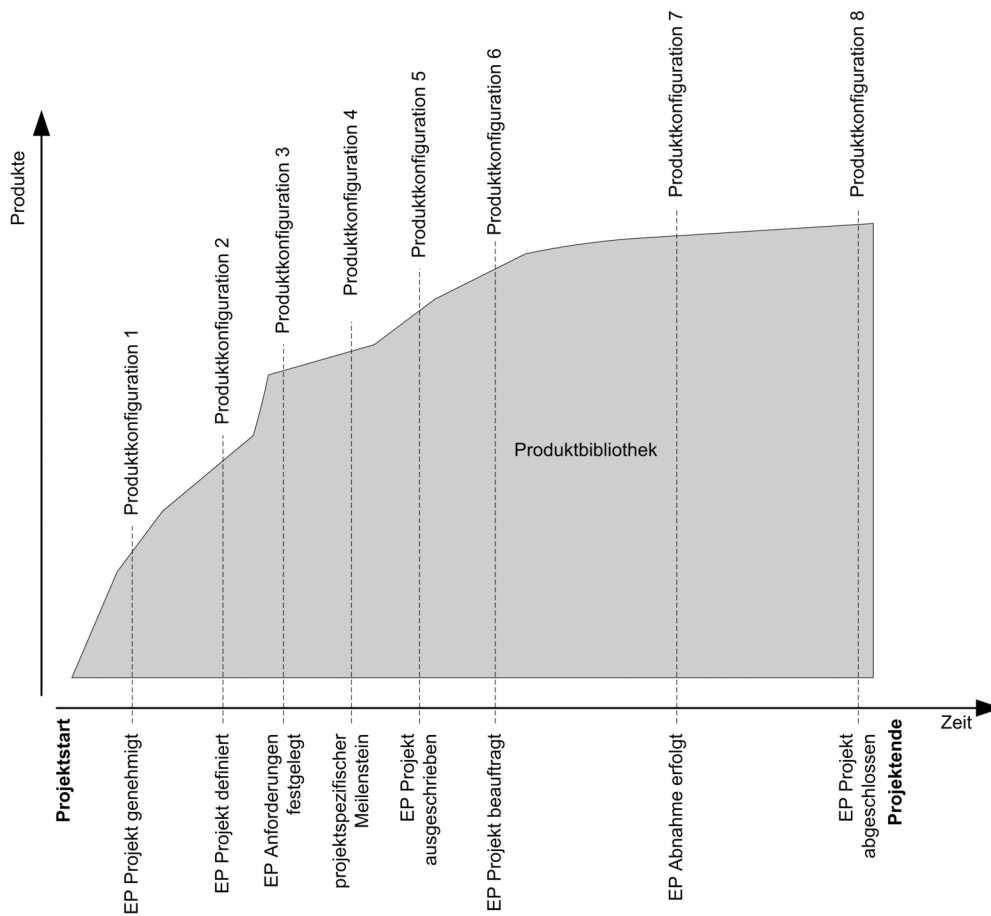 Produkte
Produktkonfiguration 1
Produktkonfiguration 2
Produktkonfiguration 3
Produktkonfiguration 4
Produktkonfiguration 5
Produktkonfiguration 6
Produktkonfiguration 7
Produktkonfiguration 8
Produktbibliothek
Zeit
Projektstart
EP Projekt genehmigt
EP Projekt definiert
EP Anforderungen
festgelegt
projektspezifischer
Meilenstein
EP Projekt
ausgeschrieben
EP Projekt beauftragt
EP Abnahme erfolgt
EP Projekt
abgeschlossen
Projektende